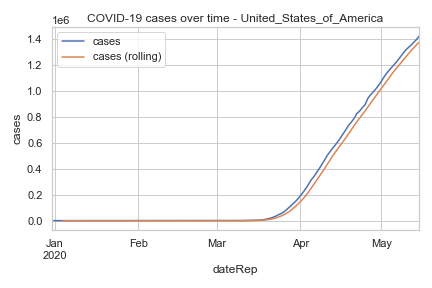 COVID-19 cases over time - United_States_of_America
1e6
cases
cases (rolling)
1.4
1.2
1.0
0.8
0.6
0.4
0.2
0.0
cases
Jan
2020
Feb
Mar
Apr
May
dateRep